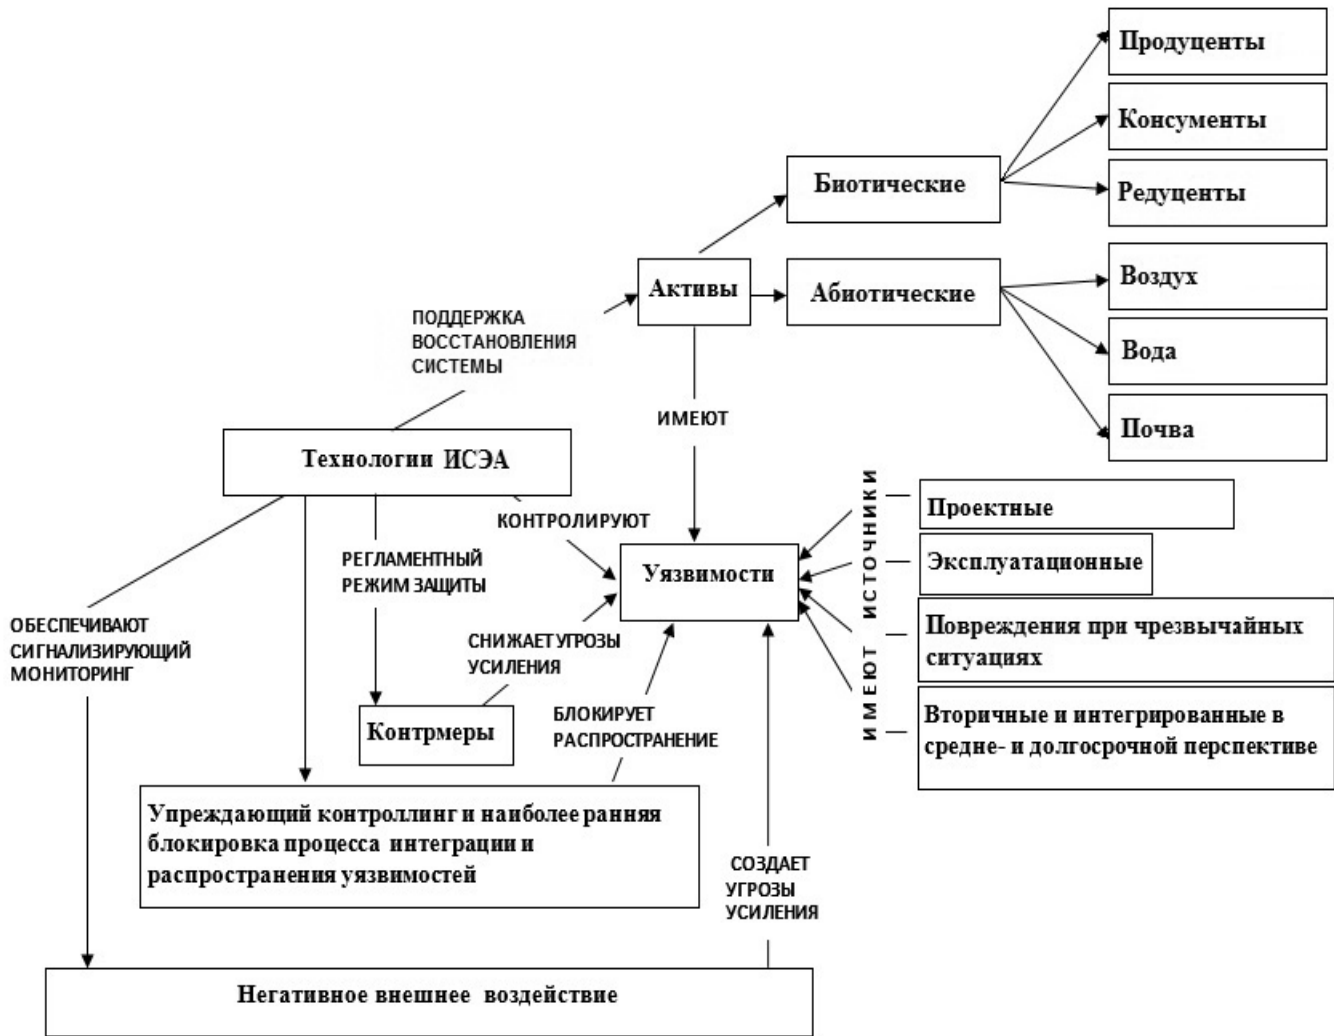 Продуценты
Консументы
Биотические
Редуценты
Активы
Абиотические
Воздух
Вода
Почва
ПОДДЕРЖКА
ВОССТАНОВЛЕНИЯ
СИСТЕМЫ
ИМЕЮТ
Технологии ИСЭА
КОНТРОЛИРУЮТ
РЕГЛАМЕНТНЫЙ
РЕЖИМ ЗАЩИТЫ
Уязвимости
ИМЕЮТ ИСТОЧНИКИ
Проектные
Эксплуатационные
Повреждения при чрезвычайных
ситуациях
Вторичные и интегрированные в
средне- и долгосрочной перспективе
ОБЕСПЕЧИВАЮТ
СИГНАЛИЗИРУЮЩИЙ
МОНИТОРИНГ
СНИЖАЕТ УГРОЗЫ
УСИЛЕНИЯ
Контрмеры
БЛОКИРУЕТ
РАСПРОСТРАНЕНИЕ
Упреждающий контроллинг и наиболее ранняя
блокировка процесса интеграции и
распространения уязвимостей
СОЗДАЕТ
УГРОЗЫ
УСИЛЕНИЯ
Негативное внешнее воздействие